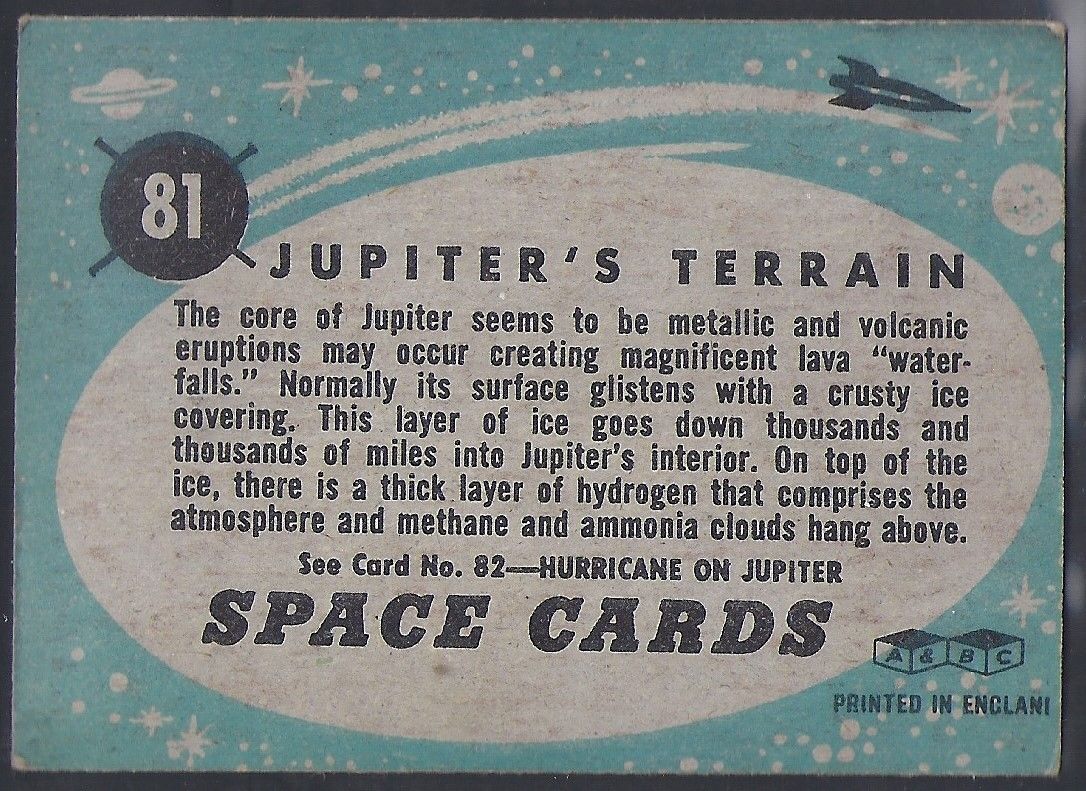 81
JUPITER'S TERRAIN
The core of Jupiter seems to be metallic and volcanic
eruptions may occur creating magnificent lava "water-
falls." Normally its surface glistens with a crusty ice
covering. This layer of ice goes down thousands and
thousands of miles into Jupiter's interior. On top of the
ice, there is a thick layer of hydrogen that comprises the
atmosphere and methane and ammonia clouds hang above.
See Card No. 82—HURRICANE ON JUPITER
SPACE CARDS
A & B C
PRINTED IN ENGLAN